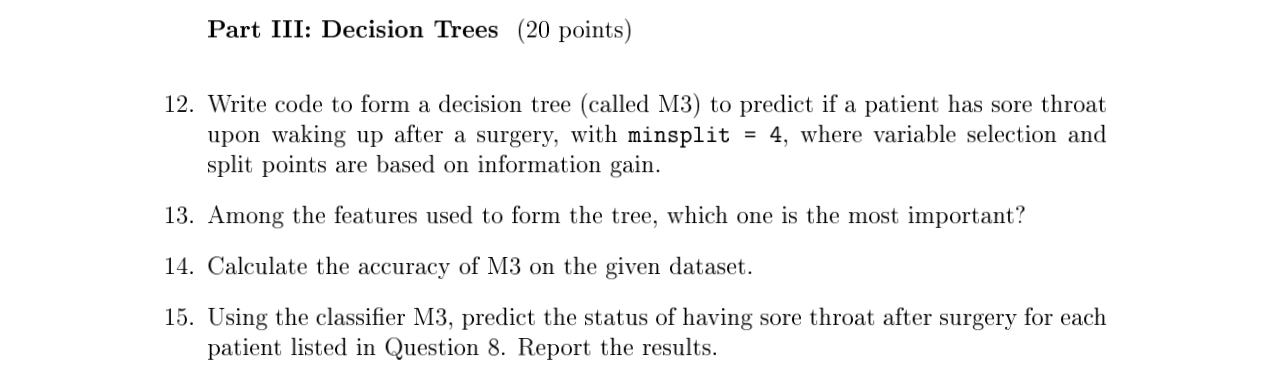 Part III: Decision Trees (20 points)
12. Write code to form a decision tree (called M3) to predict if a patient has sore throat
upon waking up after a surgery, with minsplit = 4, where variable selection and
split points are based on information gain.
13. Among the features used to form the tree, which one is the most important?
14. Calculate the accuracy of M3 on the given dataset.
15. Using the classifier M3, predict the status of having sore throat after surgery for each
patient listed in Question 8. Report the results.